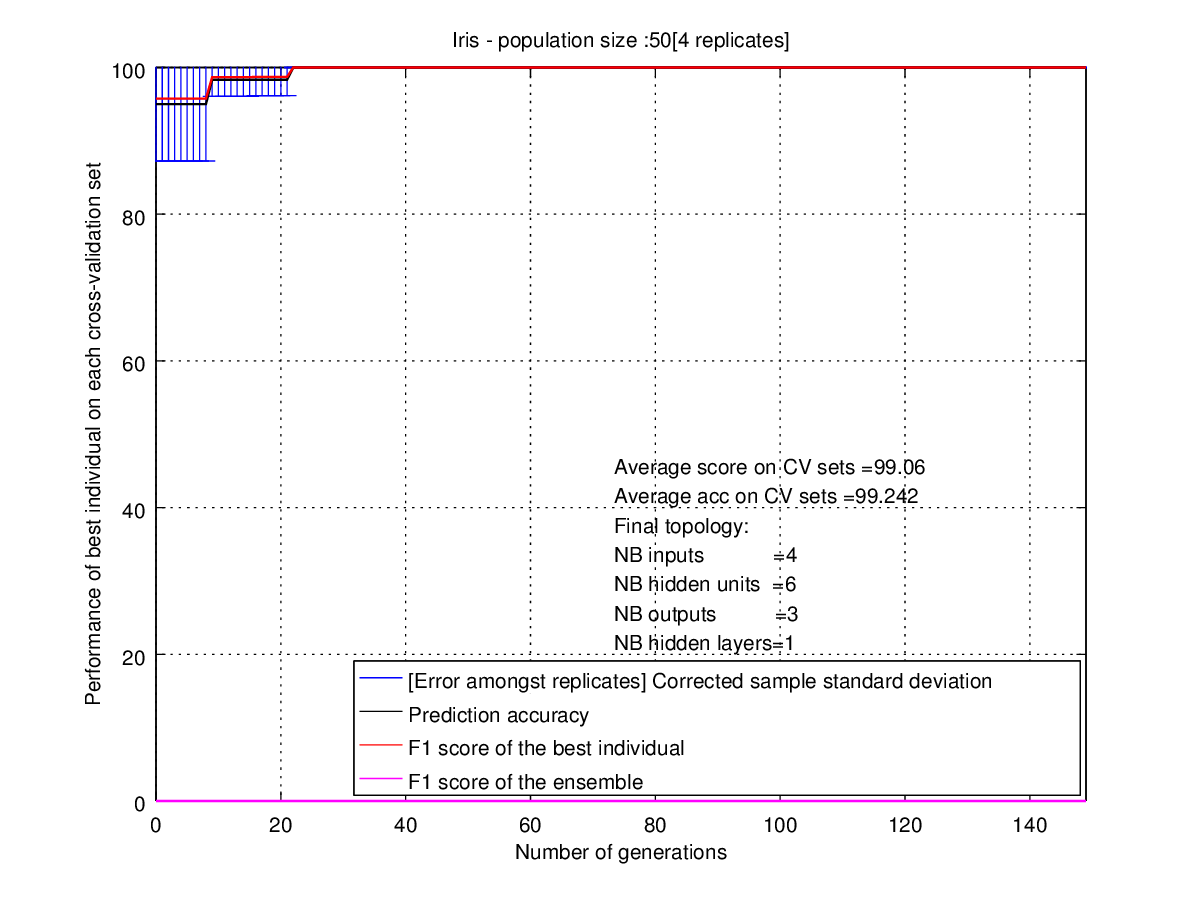 Iris - population size :50[4 replicates]
Performance of best individual on each cross-validation set
100
80
60
40
20
0
Average score on CV sets =99.06
Average acc on CV sets =99.242
Final topology:
NB inputs =4
NB hidden units =6
NB outputs =3
NB hidden layers=1
[Error amongst replicates] Corrected sample standard deviation
Prediction accuracy
F1 score of the best individual
F1 score of the ensemble
0 20 40 60 80 100 120 140
Number of generations